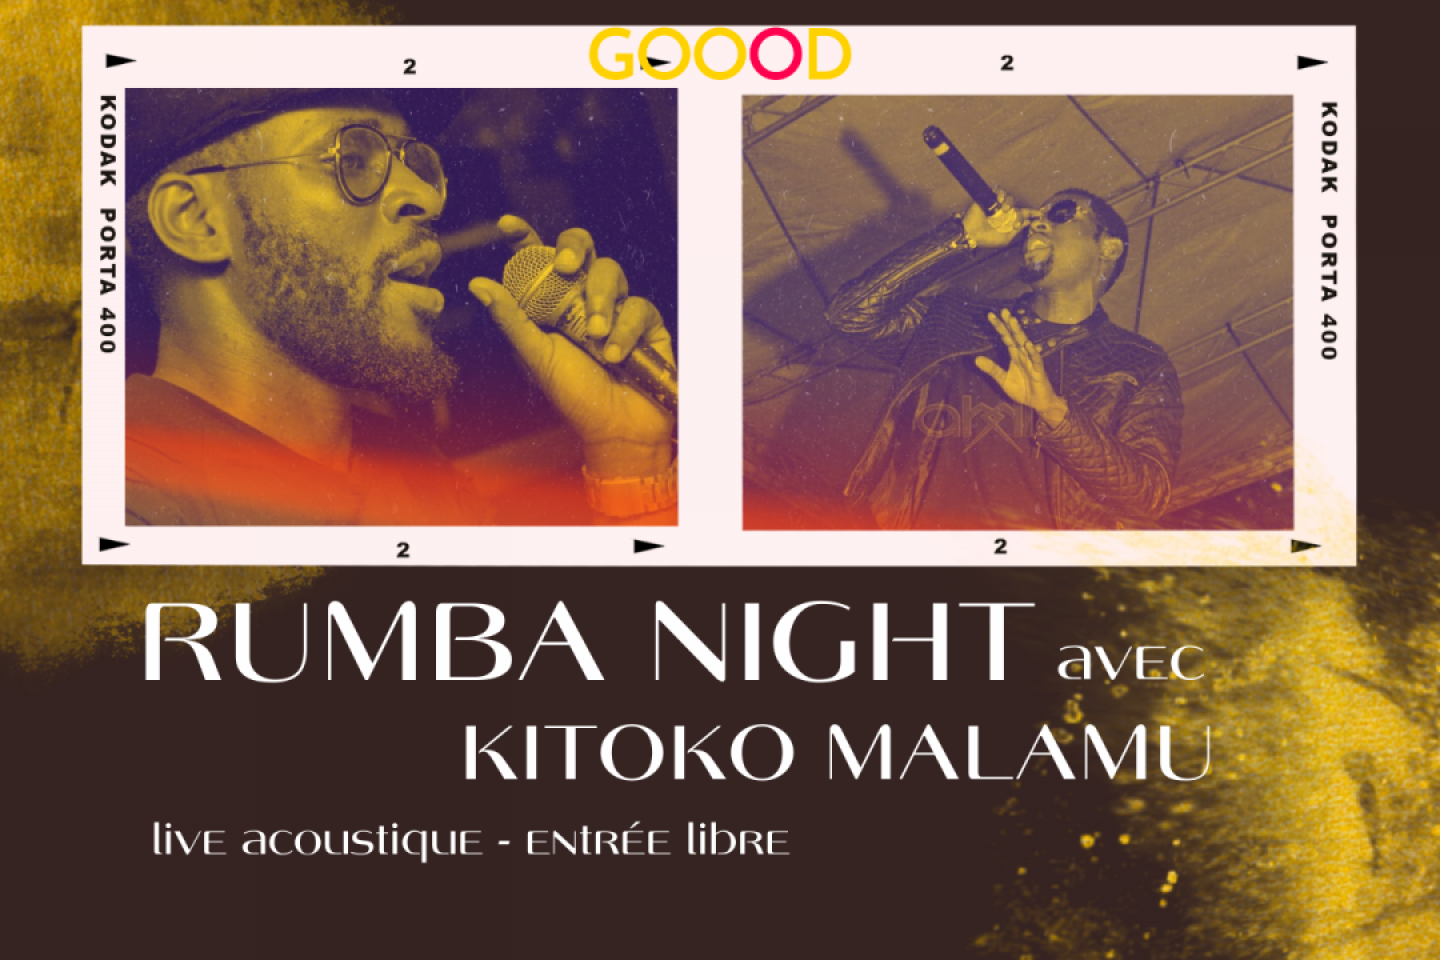 GOOOD
2
2
KODAK PORTA 400
KODAK PORTA 400
2
2
RUMBA NIGHT avec
KITOKO MALAMU
live acoustique - entrée libre